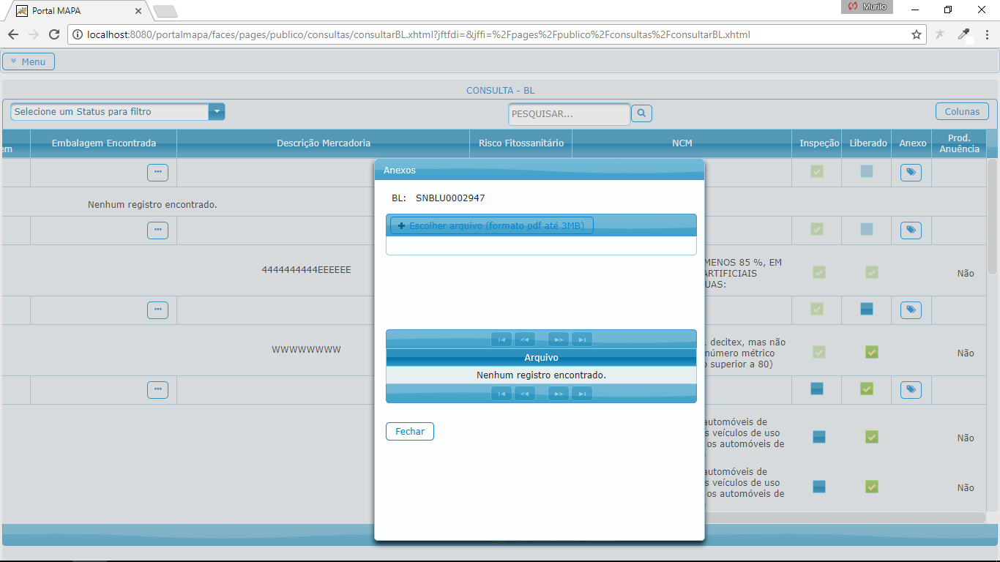 Portal MAPA
Murilo
localhost:8080/portalmapa/faces/pages/publico/consultas/consultarBL.xhtml?jftfdi=&jffi=%2Fpages%2Fpublico%2Fconsultas%2FconsultarBL.xhtml
Menu
CONSULTA - BL
Selecione um Status para filtro
PESQUISAR...
Colunas
em
Embalagem Encontrada
Descrição Mercadoria
Risco Fitossanitário
NCM
Inspeção
Liberado
Anexo
Prod.
Anuência
Nenhum registro encontrado.
4444444444EEEEEE
MENOS 85 %, EM
ARTIFICIAIS
UAS:
Não
WWWWWWWW
decitex, mas não
número métrico
superior a 80)
Não
automóveis de
s veículos de uso
os automóveis de
Não
automóveis de
s veículos de uso
os automóveis de
Não
Anexos
BL: SNBLU0002947
Escolher arquivo (formato pdf até 3MB)
Arquivo
Nenhum registro encontrado.
Fechar